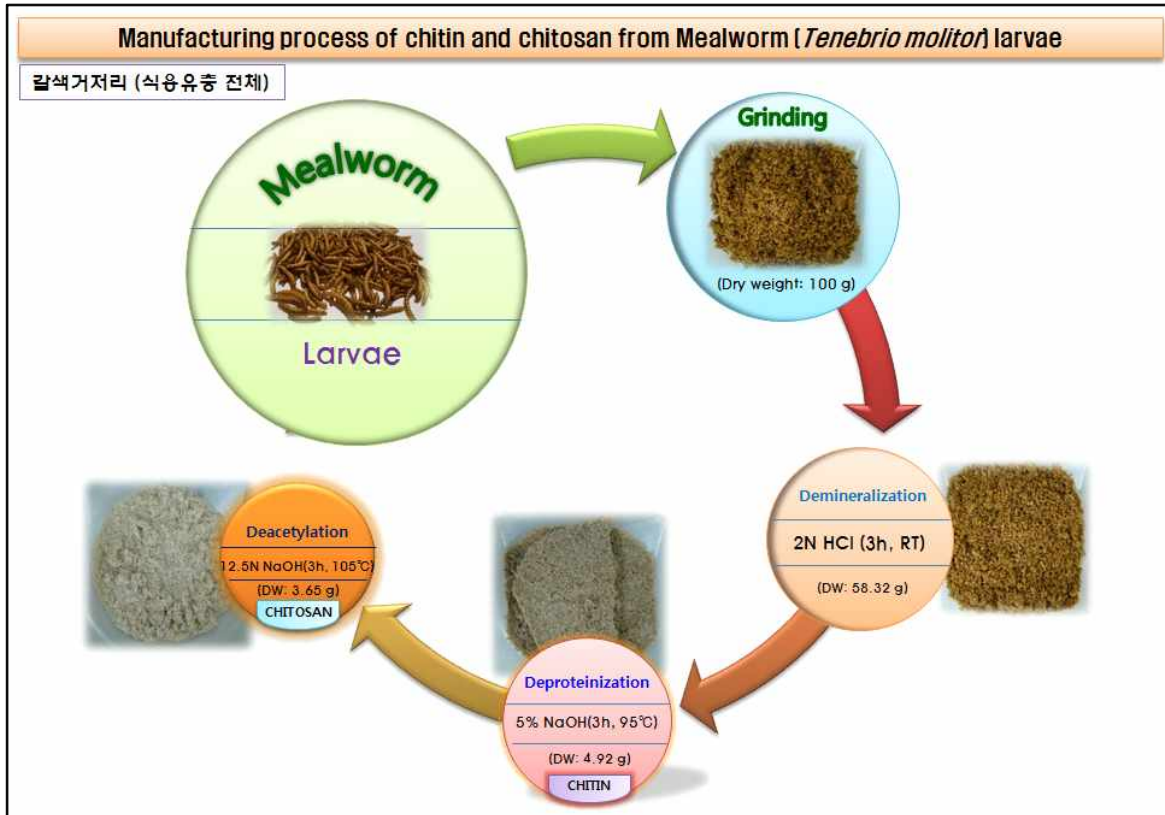 Manufacturing process of chitin and chitosan from Mealworm (Tenebrio molitor) larvae
갈색거저리 (식용유충 전체)
Mealworm
Larvae
Grinding
(Dry weight: 100 g)
Demineralization
2N HCl (3h, RT)
(DW: 58.32 g)
Deproteinization
5% NaOH(3h, 95℃)
(DW: 4.92 g)
CHITIN
Deacetylation
12.5N NaOH(3h, 105℃)
(DW: 3.65 g)
CHITOSAN